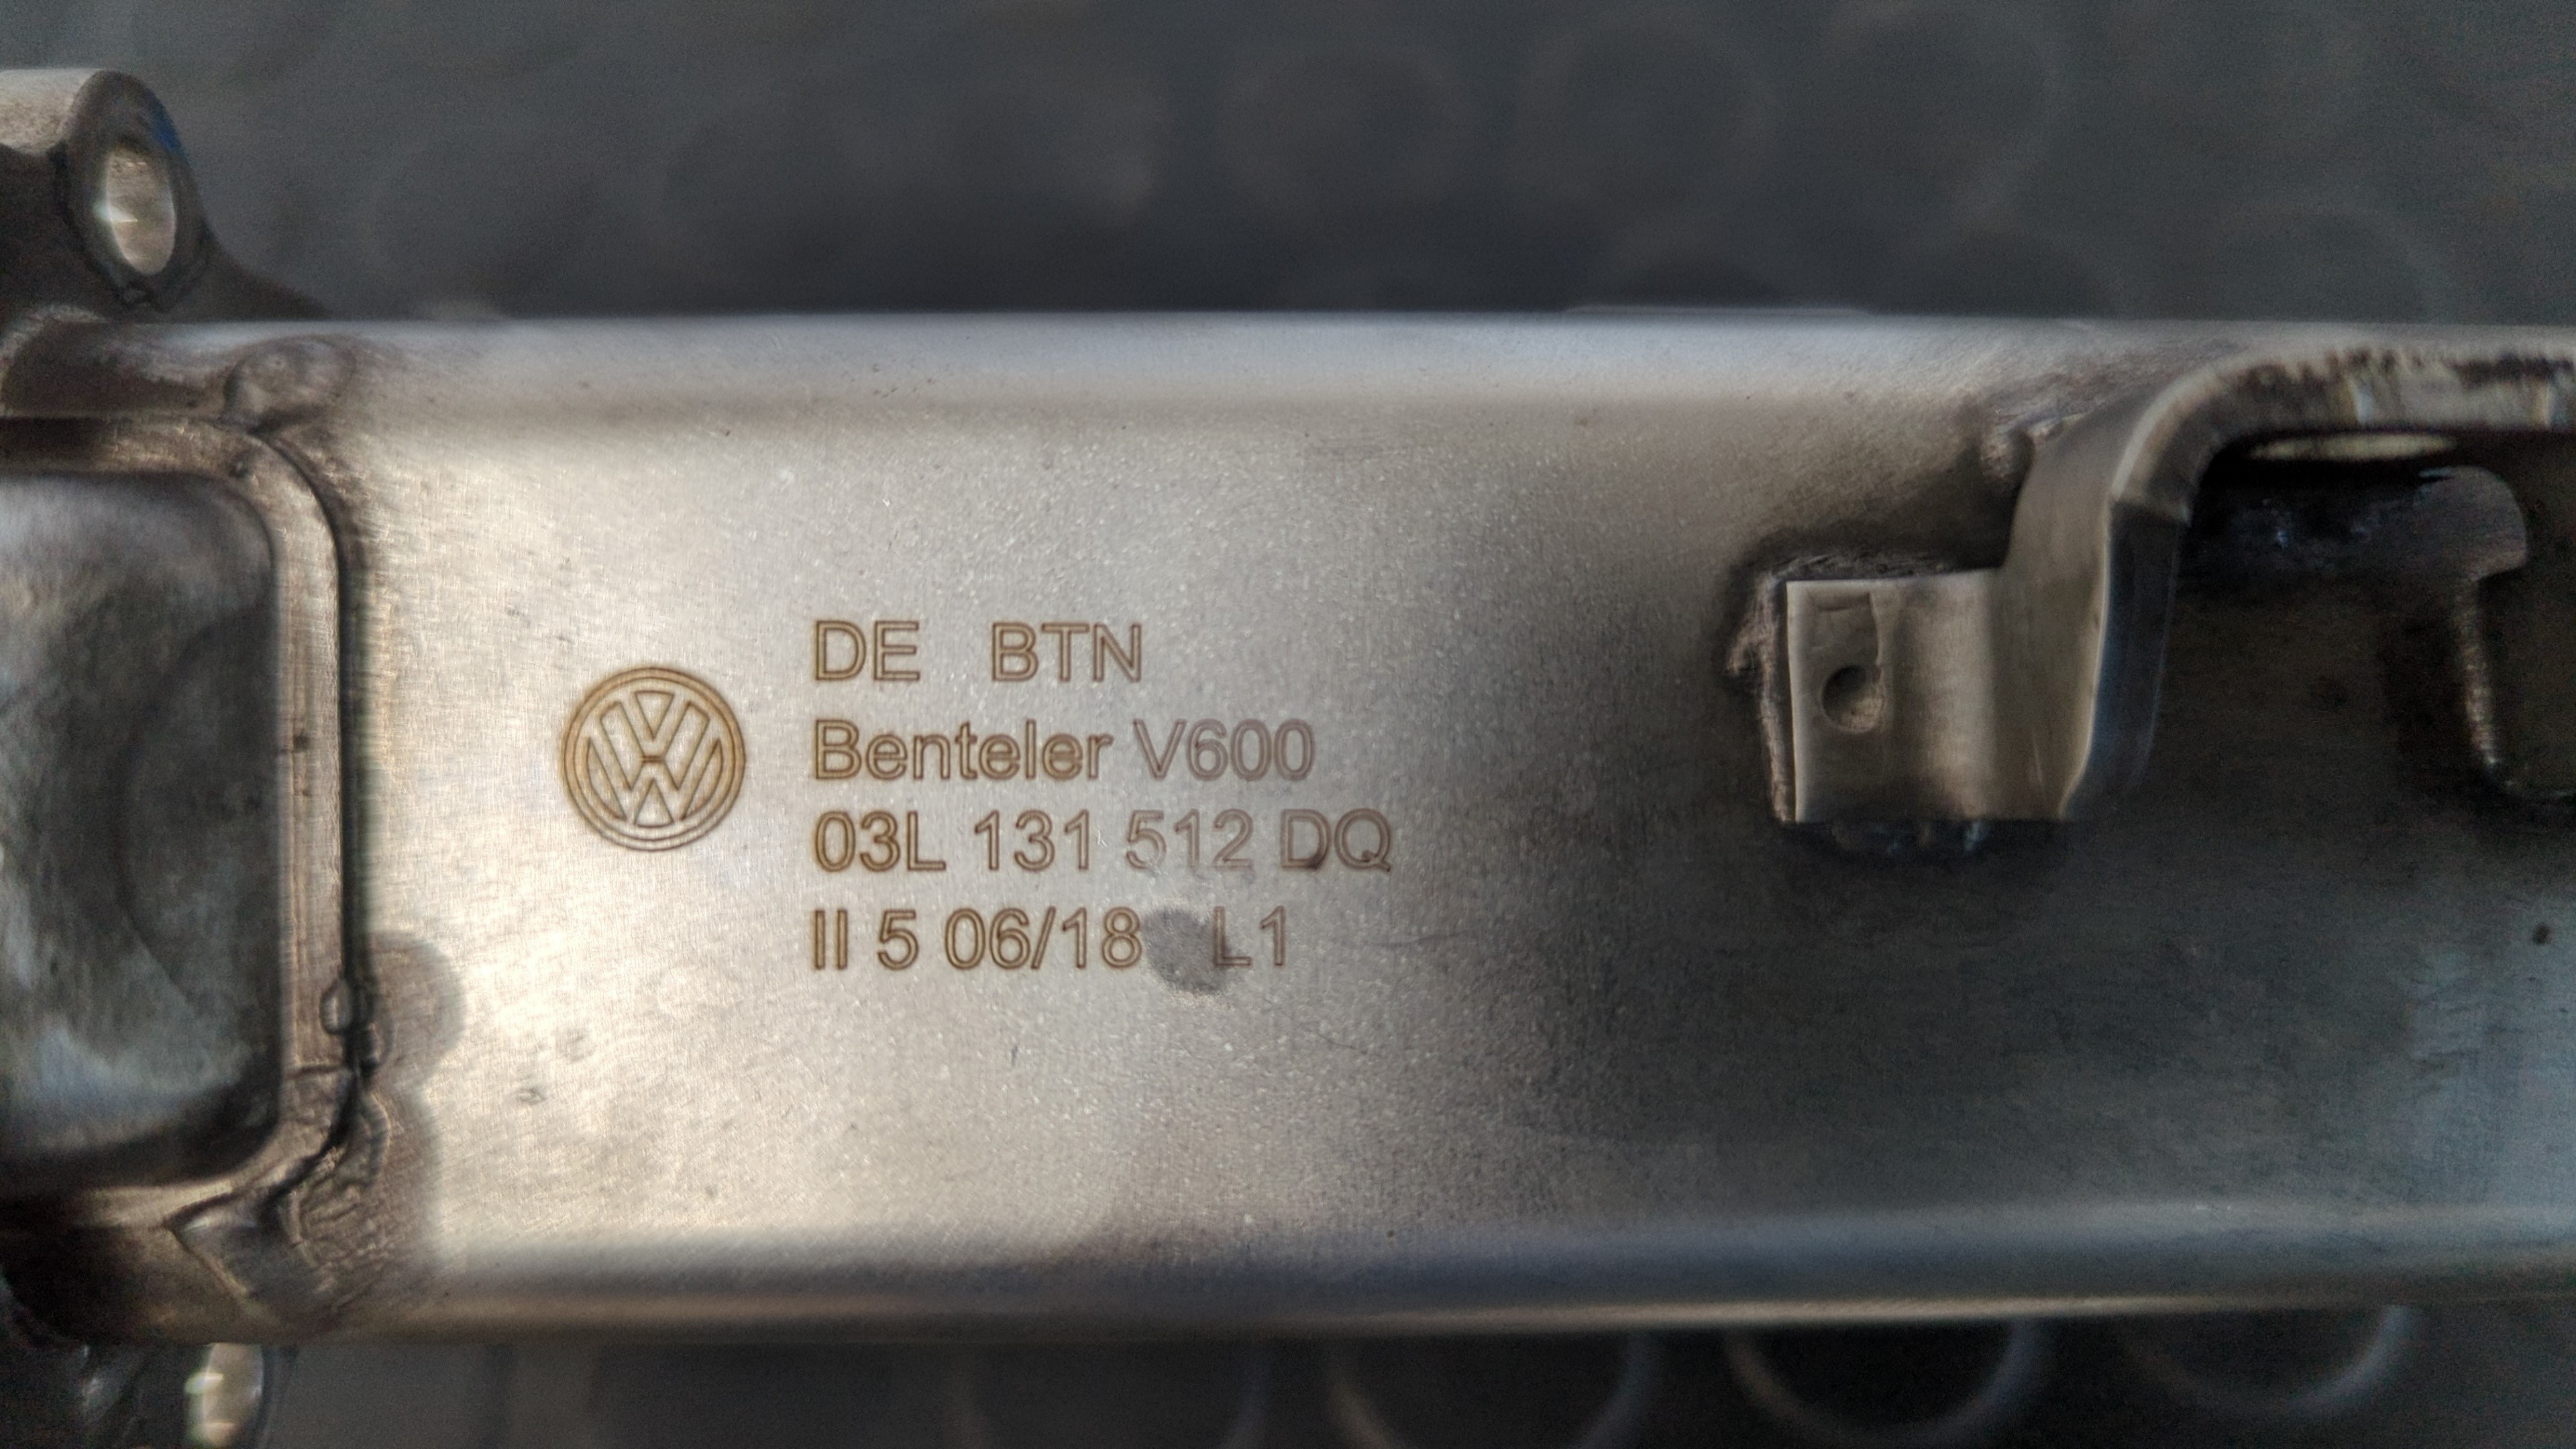 DE BTN
Benteler V600
03L 131 512 DQ
II 5 06/18 L1